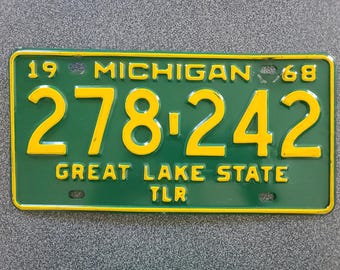 19 MICHIGAN 68
278-242
GREAT LAKE STATE
TLR